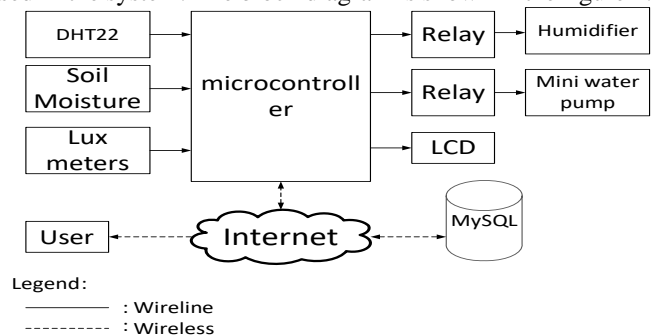 DHT22
Relay
Humidifier
Soil
Moisture
microcontroll
er
Relay
Mini water
pump
Lux
meters
LCD
User
Internet
MySQL
Legend:
: Wireline
: Wireless